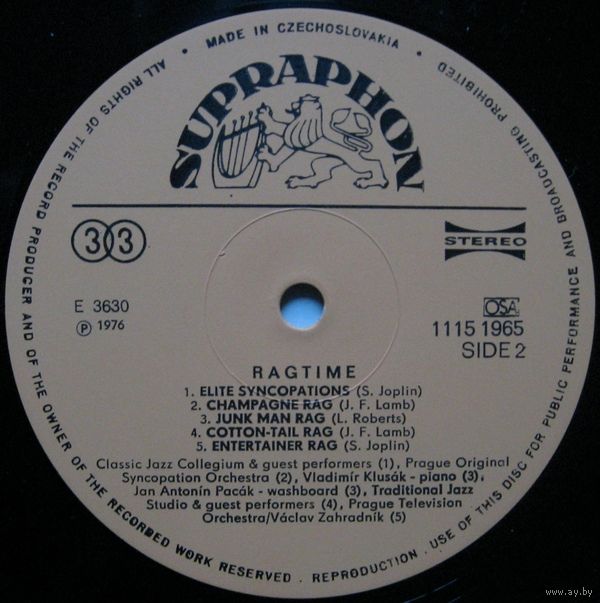 · MADE IN CZECHOSLOVAKIA ·
ALL RIGHTS OF THE RECORD PRODUCER AND OF THE OWNER OF THE RECORDED WORK RESERVED . REPRODUCTION . USE OF THIS DISC FOR PUBLIC PERFORMANCE AND BROADCASTING PROHIBITED
SUPRAPHON
33
STEREO
E 3630
℗ 1976
OSA
1115 1965
SIDE 2
RAGTIME
1. ELITE SYNCOPATIONS (S. Joplin)
2. CHAMPAGNE RAG (J. F. Lamb)
3. JUNK MAN RAG (L. Roberts)
4. COTTON-TAIL RAG (J. F. Lamb)
5. ENTERTAINER RAG (S. Joplin)
Classic Jazz Collegium & guest performers (1), Prague Original
Syncopation Orchestra (2), Vladimír Klusák - piano (3),
Jan Antonín Pacák - washboard (3), Traditional Jazz
Studio & guest performers (4), Prague Television
Orchestra/Václav Zahradník (5)
www.ay.by